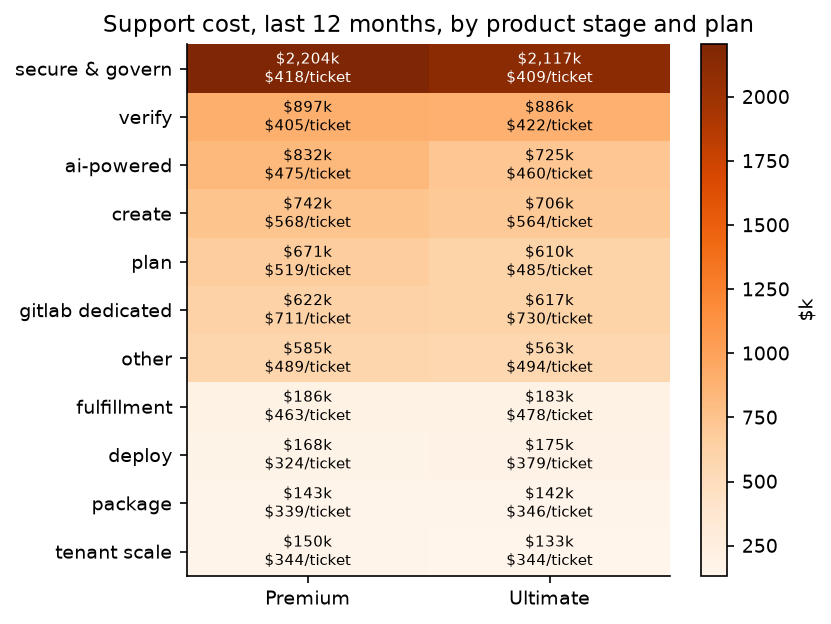 Support cost, last 12 months, by product stage and plan
secure & govern
$2,204k
$418/ticket
$2,117k
$409/ticket
verify
$897k
$405/ticket
$886k
$422/ticket
ai-powered
$832k
$475/ticket
$725k
$460/ticket
create
$742k
$568/ticket
$706k
$564/ticket
plan
$671k
$519/ticket
$610k
$485/ticket
gitlab dedicated
$622k
$711/ticket
$617k
$730/ticket
other
$585k
$489/ticket
$563k
$494/ticket
fulfillment
$186k
$463/ticket
$183k
$478/ticket
deploy
$168k
$324/ticket
$175k
$379/ticket
package
$143k
$339/ticket
$142k
$346/ticket
tenant scale
$150k
$344/ticket
$133k
$344/ticket
Premium
Ultimate
2000
1750
1500
1250
1000
750
500
250
$k